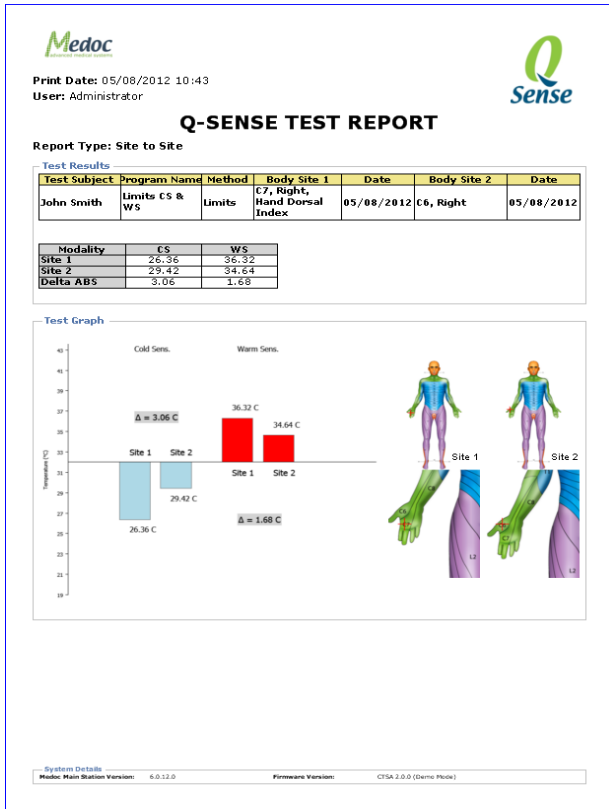 Medoc
advanced medical systems
Q
Sense
Print Date: 05/08/2012 10:43
User: Administrator
Q-SENSE TEST REPORT
Report Type: Site to Site
Test Results
Test Subject Program Name Method Body Site 1 Date Body Site 2 Date
John Smith Limits CS & WS Limits C7, Right, Hand Dorsal Index 05/08/2012 C6, Right 05/08/2012
Modality CS WS
Site 1 26.36 36.32
Site 2 29.42 34.64
Delta ABS 3.06 1.68
Test Graph
Cold Sens. Warm Sens.
43
41
39
37
35
33
31
29
27
25
23
21
19
Temperature (°C)
36.32 C
Δ = 3.06 C
34.64 C
Site 1 Site 2
Site 1 Site 2
29.42 C
26.36 C
Δ = 1.68 C
Site 1 Site 2
C8 C6 C7 L2
C8 C6 C7 L2
System Details
Medoc Main Station Version: 6.0.12.0 Firmware Version: CTSA 2.0.0 (Demo Mode)